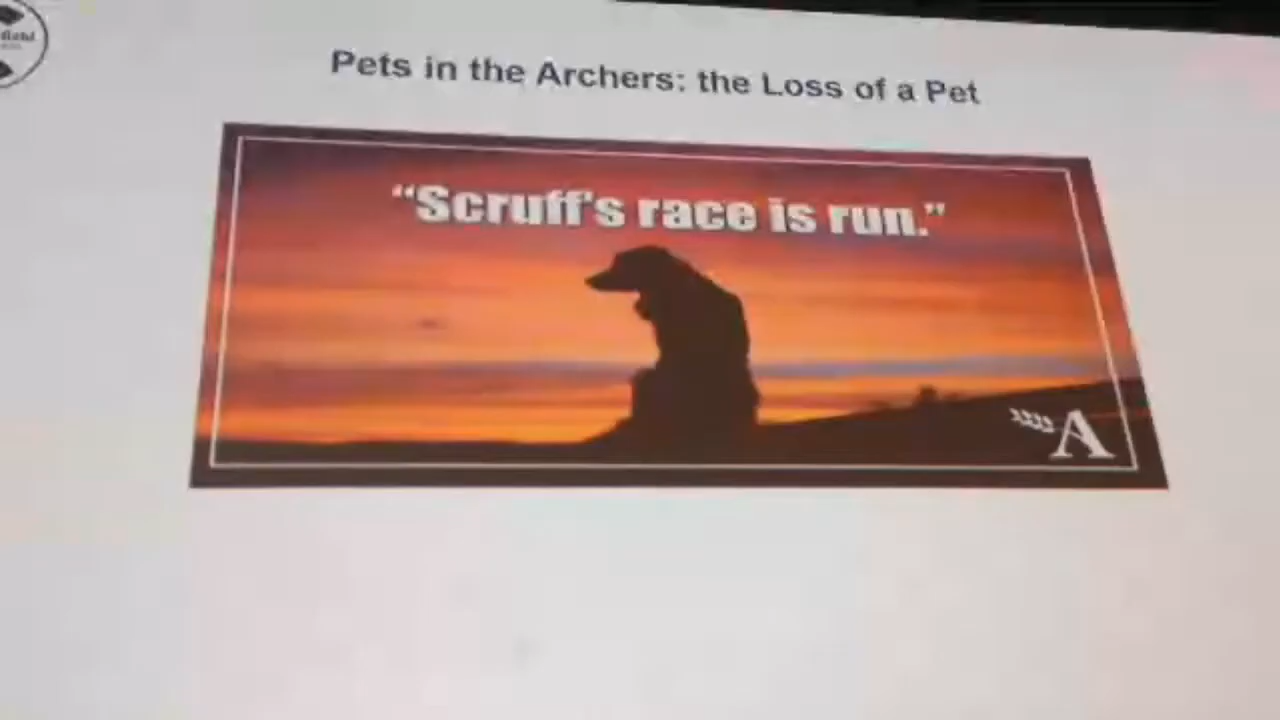 Pets in the Archers: the Loss of a Pet
“Scruff's race is run.”
A